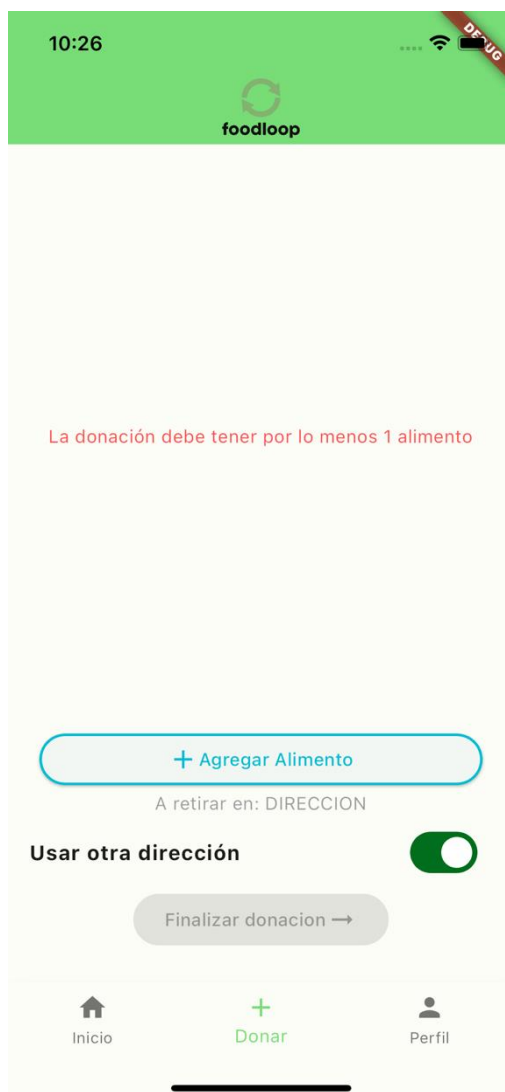 10:26
DEBUG
foodloop
La donación debe tener por lo menos 1 alimento
+ Agregar Alimento
A retirar en: DIRECCION
Usar otra dirección
Finalizar donacion →
Inicio
Donar
Perfil